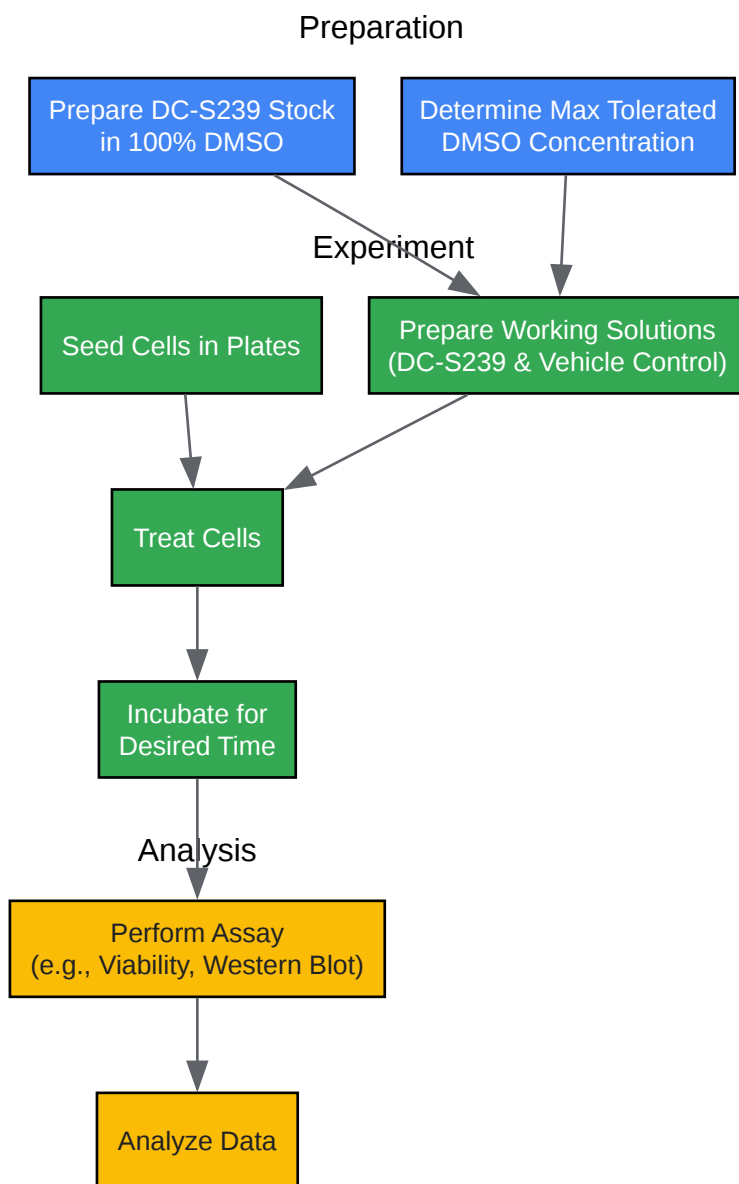 Preparation
Prepare DC-S239 Stock
in 100% DMSO
Determine Max Tolerated
DMSO Concentration
Experiment
Seed Cells in Plates
Prepare Working Solutions
(DC-S239 & Vehicle Control)
Treat Cells
Incubate for
Desired Time
Analysis
Perform Assay
(e.g., Viability, Western Blot)
Analyze Data